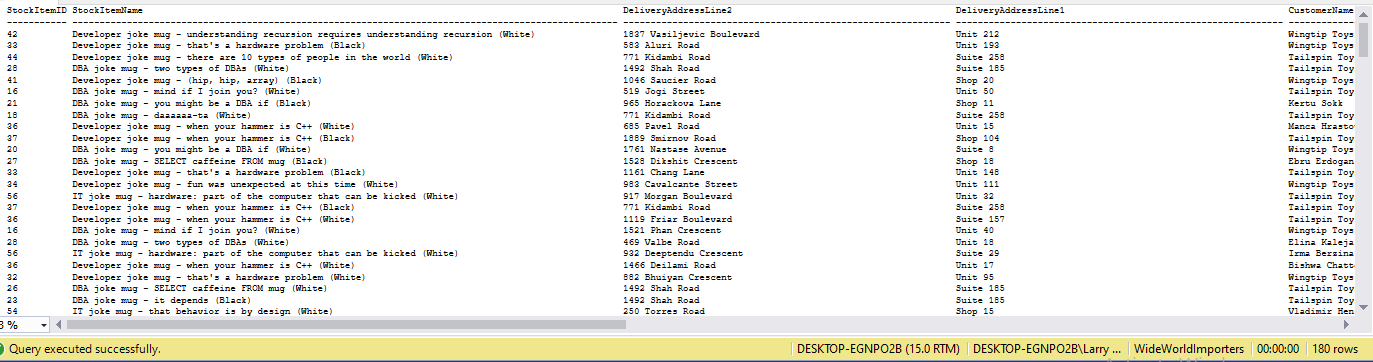 StockItemID StockItemName DeliveryAddressLine2 DeliveryAddressLine1 CustomerName
42 Developer joke mug - understanding recursion requires understanding recursion (White) 1837 Vasiljevic Boulevard Unit 212 Wingtip Toys
33 Developer joke mug - that's a hardware problem (Black) 583 Aluri Road Unit 193 Wingtip Toys
44 Developer joke mug - there are 10 types of people in the world (White) 771 Kidambi Road Suite 258 Tailspin Toy
28 DBA joke mug - two types of DBAs (White) 1492 Shah Road Suite 185 Tailspin Toy
41 Developer joke mug - (hip, hip, array) (Black) 1046 Saucier Road Shop 20 Wingtip Toys
16 DBA joke mug - mind if I join you? (White) 519 Jogi Street Unit 50 Tailspin Toy
21 DBA joke mug - you might be a DBA if (Black) 965 Horackova Lane Shop 11 Kertu Sokk
18 DBA joke mug - daaaaaa-ta (White) 771 Kidambi Road Suite 258 Tailspin Toy
36 Developer joke mug - when your hammer is C++ (White) 685 Pavel Road Unit 15 Manca Hrasto
37 Developer joke mug - when your hammer is C++ (Black) 1889 Smirnov Road Shop 104 Tailspin Toy
20 DBA joke mug - you might be a DBA if (White) 1761 Nastase Avenue Suite 8 Wingtip Toys
27 DBA joke mug - SELECT caffeine FROM mug (Black) 1528 Dikshit Crescent Shop 18 Ebru Erdogan
33 Developer joke mug - that's a hardware problem (Black) 1161 Chang Lane Unit 148 Tailspin Toy
34 Developer joke mug - fun was unexpected at this time (White) 983 Cavalcante Street Unit 111 Wingtip Toys
56 IT joke mug - hardware: part of the computer that can be kicked (White) 917 Morgan Boulevard Unit 32 Tailspin Toy
37 Developer joke mug - when your hammer is C++ (Black) 771 Kidambi Road Suite 258 Tailspin Toy
36 Developer joke mug - when your hammer is C++ (White) 1119 Friar Boulevard Suite 157 Tailspin Toy
16 DBA joke mug - mind if I join you? (White) 1521 Phan Crescent Unit 40 Wingtip Toys
28 DBA joke mug - two types of DBAs (White) 469 Valbe Road Unit 18 Elina Kaleja
56 IT joke mug - hardware: part of the computer that can be kicked (White) 932 Deeptendu Crescent Suite 29 Irma Berzina
36 Developer joke mug - when your hammer is C++ (White) 1466 Deilami Road Unit 17 Bishwa Chatt
32 Developer joke mug - that's a hardware problem (White) 882 Bhuiyan Crescent Unit 95 Wingtip Toys
26 DBA joke mug - SELECT caffeine FROM mug (White) 1492 Shah Road Suite 185 Tailspin Toy
23 DBA joke mug - it depends (Black) 1492 Shah Road Suite 185 Tailspin Toy
54 IT joke mug - that behavior is by design (White) 250 Torres Road Shop 15 Vladimir Hen
%
Query executed successfully. DESKTOP-EGNPO2B (15.0 RTM) DESKTOP-EGNPO2B\Larry ... WideWorldImporters 00:00:00 180 rows